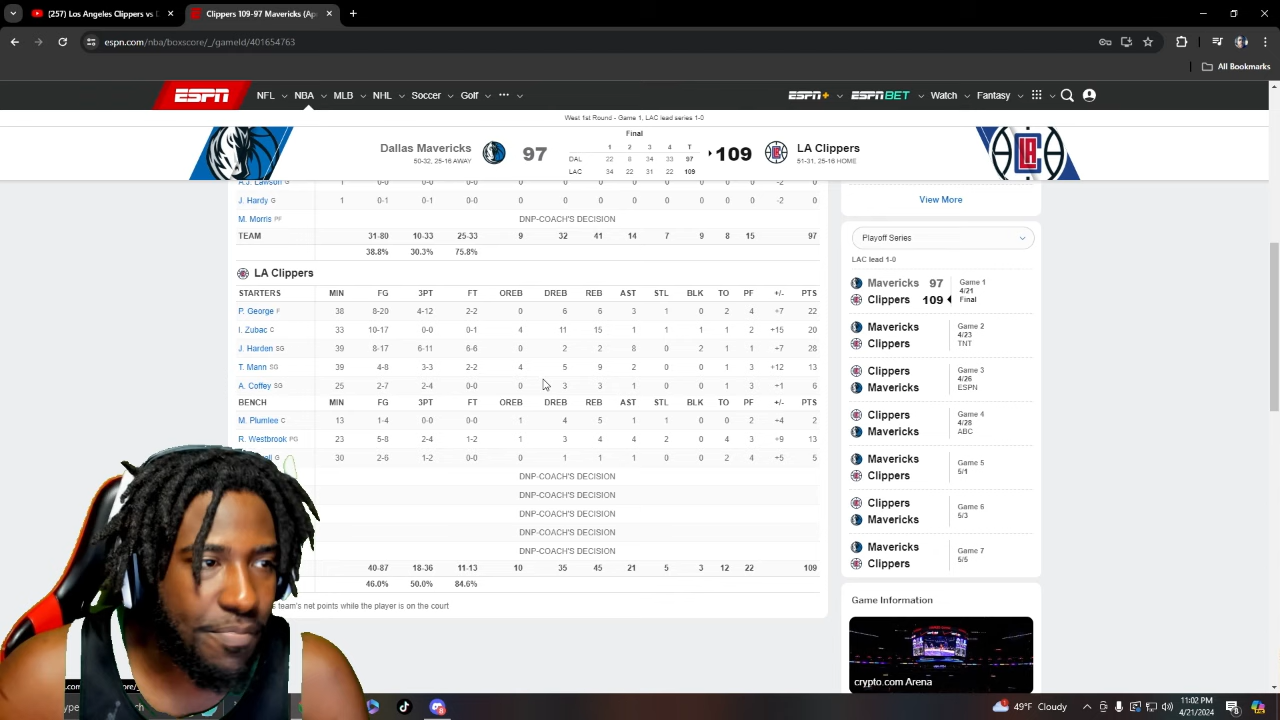 (257) Los Angeles Clippers vs D
Clippers 109-97 Mavericks (Ap
espn.com/nba/boxscore/_/gameId/401654763
All Bookmarks
ESPN NFL NBA MLB NHL Soccer Golf ESPN+ ESPN BET Watch Fantasy
West 1st Round - Game 1, LAC lead series 1-0
Dallas Mavericks 97 Final 109 LA Clippers
50-32, 25-16 AWAY 51-31, 25-16 HOME
1 2 3 4 T
DAL 22 8 34 33 97
LAC 34 22 31 22 109
A.J. Lawson G 0-0 0-0 0-0 0 0 0 0 0 0 0 0 -2 0
J. Hardy G 1 0-1 0-1 0-0 0 0 0 0 0 0 0 0 -2 0
M. Morris PF DNP-COACH'S DECISION
TEAM 31-80 10-33 25-33 9 32 41 14 7 9 8 15 97
38.8% 30.3% 75.8%
LA Clippers
STARTERS MIN FG 3PT FT OREB DREB REB AST STL BLK TO PF +/- PTS
P. George F 38 8-20 4-12 2-2 0 6 6 3 1 0 2 4 +7 22
I. Zubac C 33 10-17 0-0 0-1 4 11 15 1 1 1 1 2 +15 20
J. Harden SG 39 8-17 6-11 6-6 0 2 2 8 0 2 1 1 +7 28
T. Mann SG 39 4-8 3-3 2-2 4 5 9 2 0 0 1 3 +12 13
A. Coffey SG 25 2-7 2-4 0-0 0 3 3 1 0 0 1 3 +1 6
BENCH MIN FG 3PT FT OREB DREB REB AST STL BLK TO PF +/- PTS
M. Plumlee C 13 1-4 0-0 0-0 1 4 5 1 1 0 0 2 +4 2
R. Westbrook PG 23 5-8 2-4 1-2 1 3 4 4 2 0 4 3 +9 13
G 30 2-6 1-2 0-0 0 1 1 1 0 0 2 4 +5 5
DNP-COACH'S DECISION
DNP-COACH'S DECISION
DNP-COACH'S DECISION
DNP-COACH'S DECISION
DNP-COACH'S DECISION
40-87 18-36 11-13 10 35 45 21 5 3 12 22 109
46.0% 50.0% 84.6%
team's net points while the player is on the court
View More
Playoff Series
LAC lead 1-0
Mavericks 97 Game 1
Clippers 109 4/21
Final
Mavericks Game 2
4/23
Clippers TNT
Clippers Game 3
4/26
Mavericks ESPN
Clippers Game 4
4/28
Mavericks ABC
Mavericks Game 5
Clippers 5/1
Clippers Game 6
Mavericks 5/3
Mavericks Game 7
Clippers 5/5
Game Information
crypto.com Arena
49°F Cloudy
11:02 PM
4/21/2024